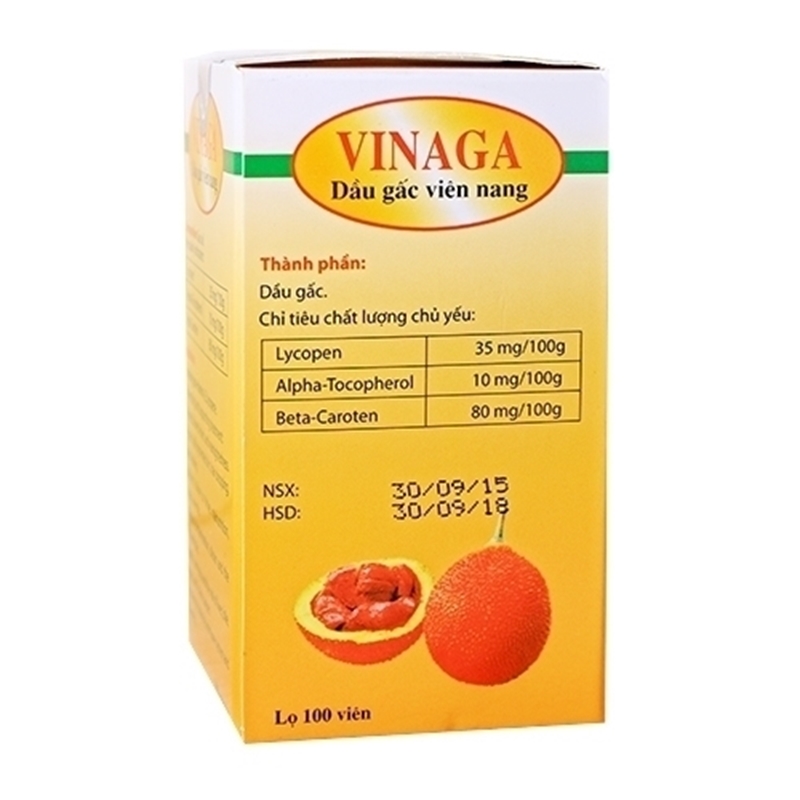 VINAGA
Dầu gấc viên nang
Thành phần:
Dầu gấc.
Chỉ tiêu chất lượng chủ yếu:
Lycopen 35 mg/100g
Alpha-Tocopherol 10 mg/100g
Beta-Caroten 80 mg/100g
NSX: 30/09/15
HSD: 30/09/18
Lọ 100 viên